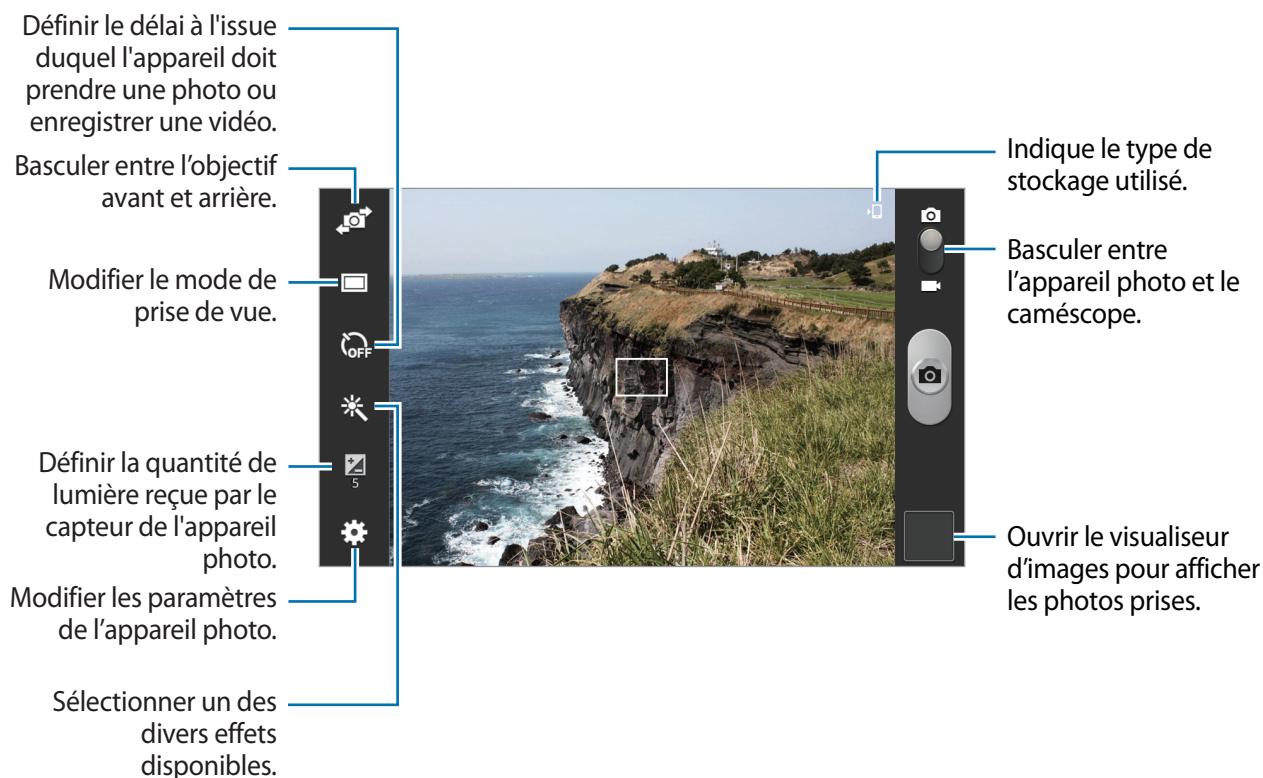 Définir le délai à l'issue
duquel l'appareil doit
prendre une photo ou
enregistrer une vidéo.
Basculer entre l’objectif
avant et arrière.
Modifier le mode de
prise de vue.
Définir la quantité de
lumière reçue par le
capteur de l'appareil
photo.
Modifier les paramètres
de l’appareil photo.
Sélectionner un des
divers effets
disponibles.
OFF
5
Indique le type de
stockage utilisé.
Basculer entre
l’appareil photo et le
caméscope.
Ouvrir le visualiseur
d’images pour afficher
les photos prises.